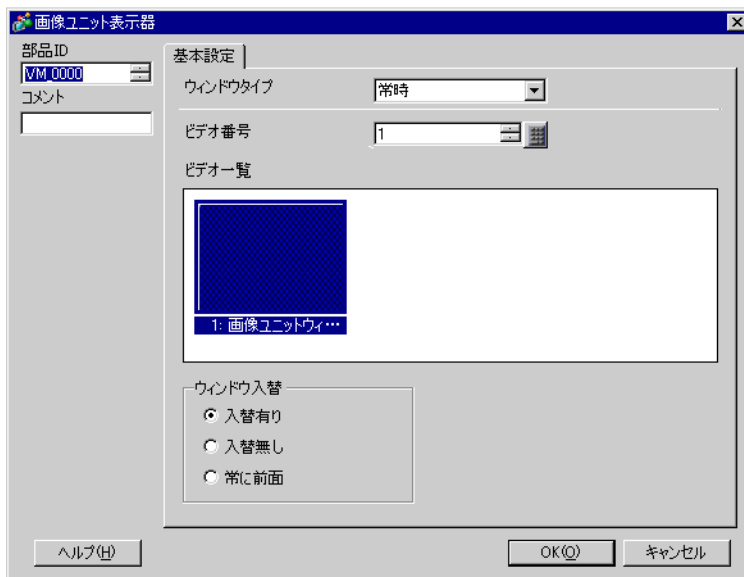 画像ユニット表示器
部品ID
VM_0000
コメント
基本設定
ウィンドウタイプ
常時
ビデオ番号
1
ビデオ一覧
1: 画像ユニットウィ…
ウィンドウ入替
入替有り
入替無し
常に前面
ヘルプ(H)
OK(O)
キャンセル